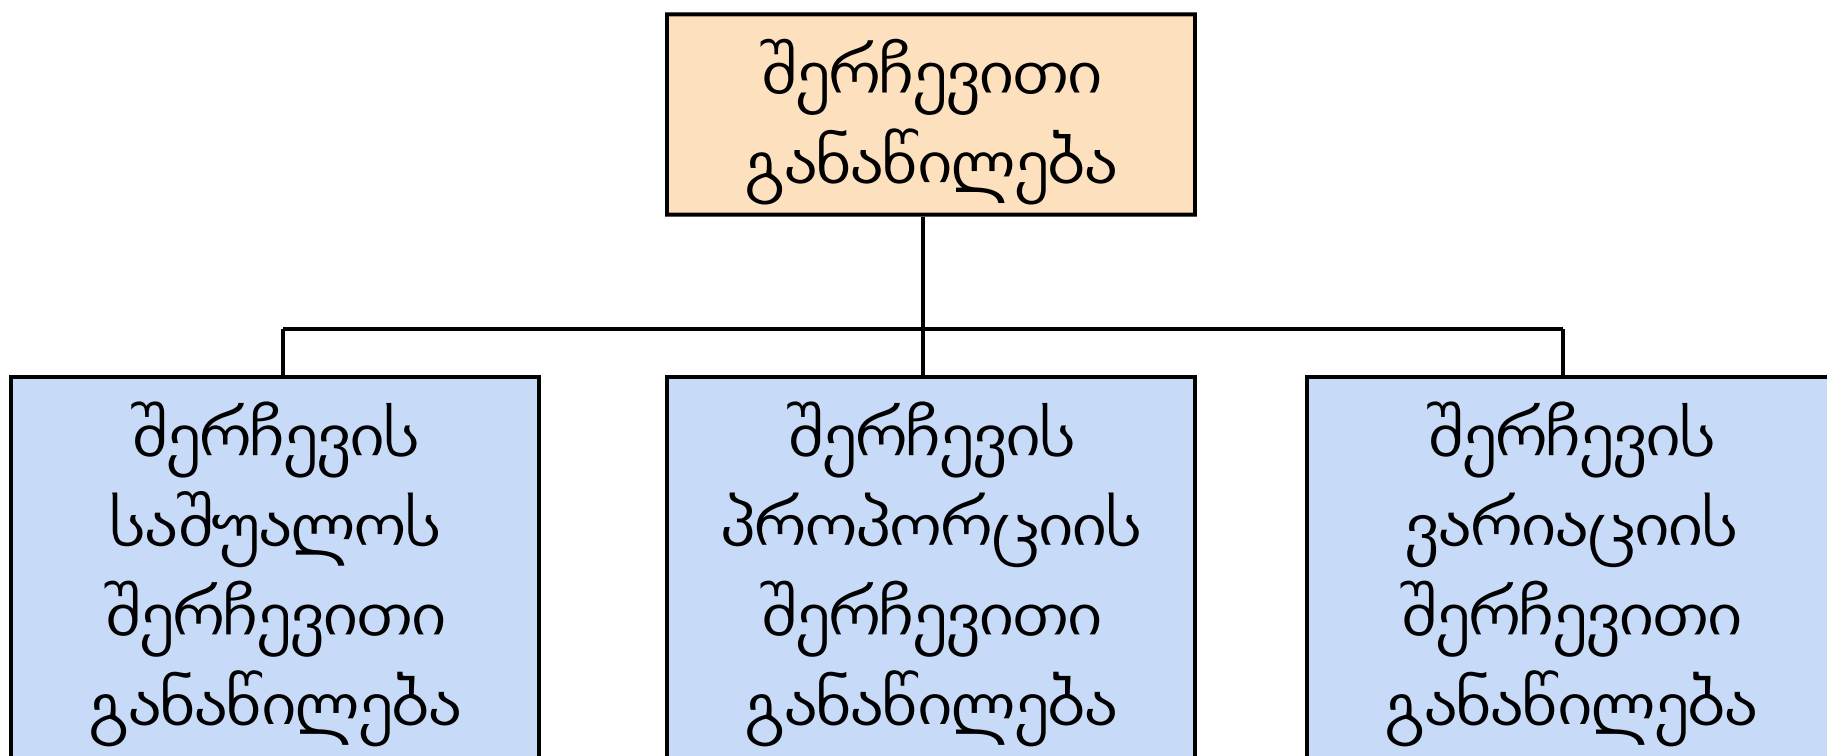 შერჩევითი
განაწილება
შერჩევის
საშუალოს
შერჩევითი
განაწილება
შერჩევის
პროპორციის
შერჩევითი
განაწილება
შერჩევის
ვარიაციის
შერჩევითი
განაწილება